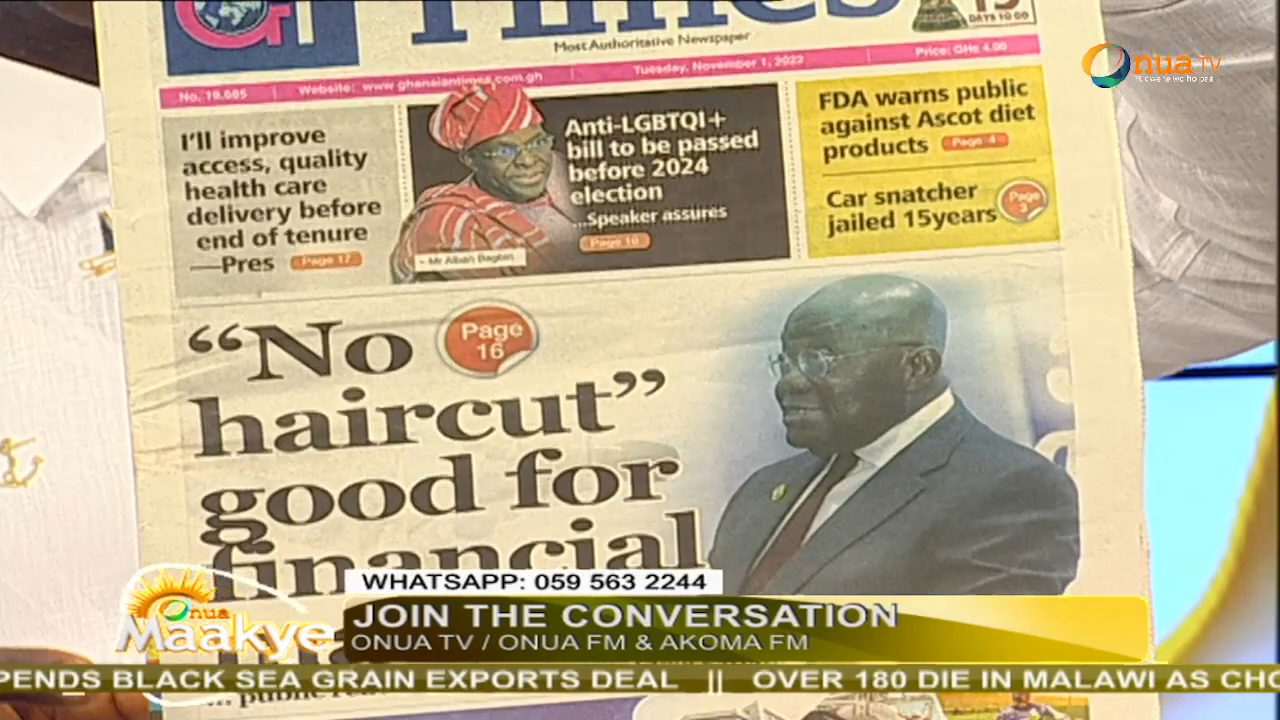 GT Times
15
DAYS TO GO
Most Authoritative Newspaper
No. 19,685
Website: www.ghanaiantimes.com.gh
Tuesday, November 1, 2022
Price: GH¢ 4.00
Onua TV
I'll improve
access, quality
health care
delivery before
end of tenure
—Pres
Page 17
Anti-LGBTQI+
bill to be passed
before 2024
election
...Speaker assures
Page 10
- Mr Alban Bagbin
FDA warns public
against Ascot diet
products
Page 4
Car snatcher
jailed 15years
Page 3
"No
haircut"
good for
financial
Page
16
Onua
Maakye
WHATSAPP: 059 563 2244
JOIN THE CONVERSATION
ONUA TV / ONUA FM & AKOMA FM
PENDS BLACK SEA GRAIN EXPORTS DEAL || OVER 180 DIE IN MALAWI AS CHO